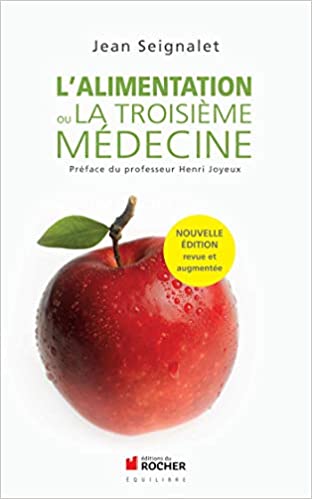 Jean Seignalet
L'ALIMENTATION
OU LA TROISIÈME
MÉDECINE
Préface du professeur Henri Joyeux
NOUVELLE
ÉDITION
revue et
augmentée
éditions du
ROCHER
ÉQUILIBRE